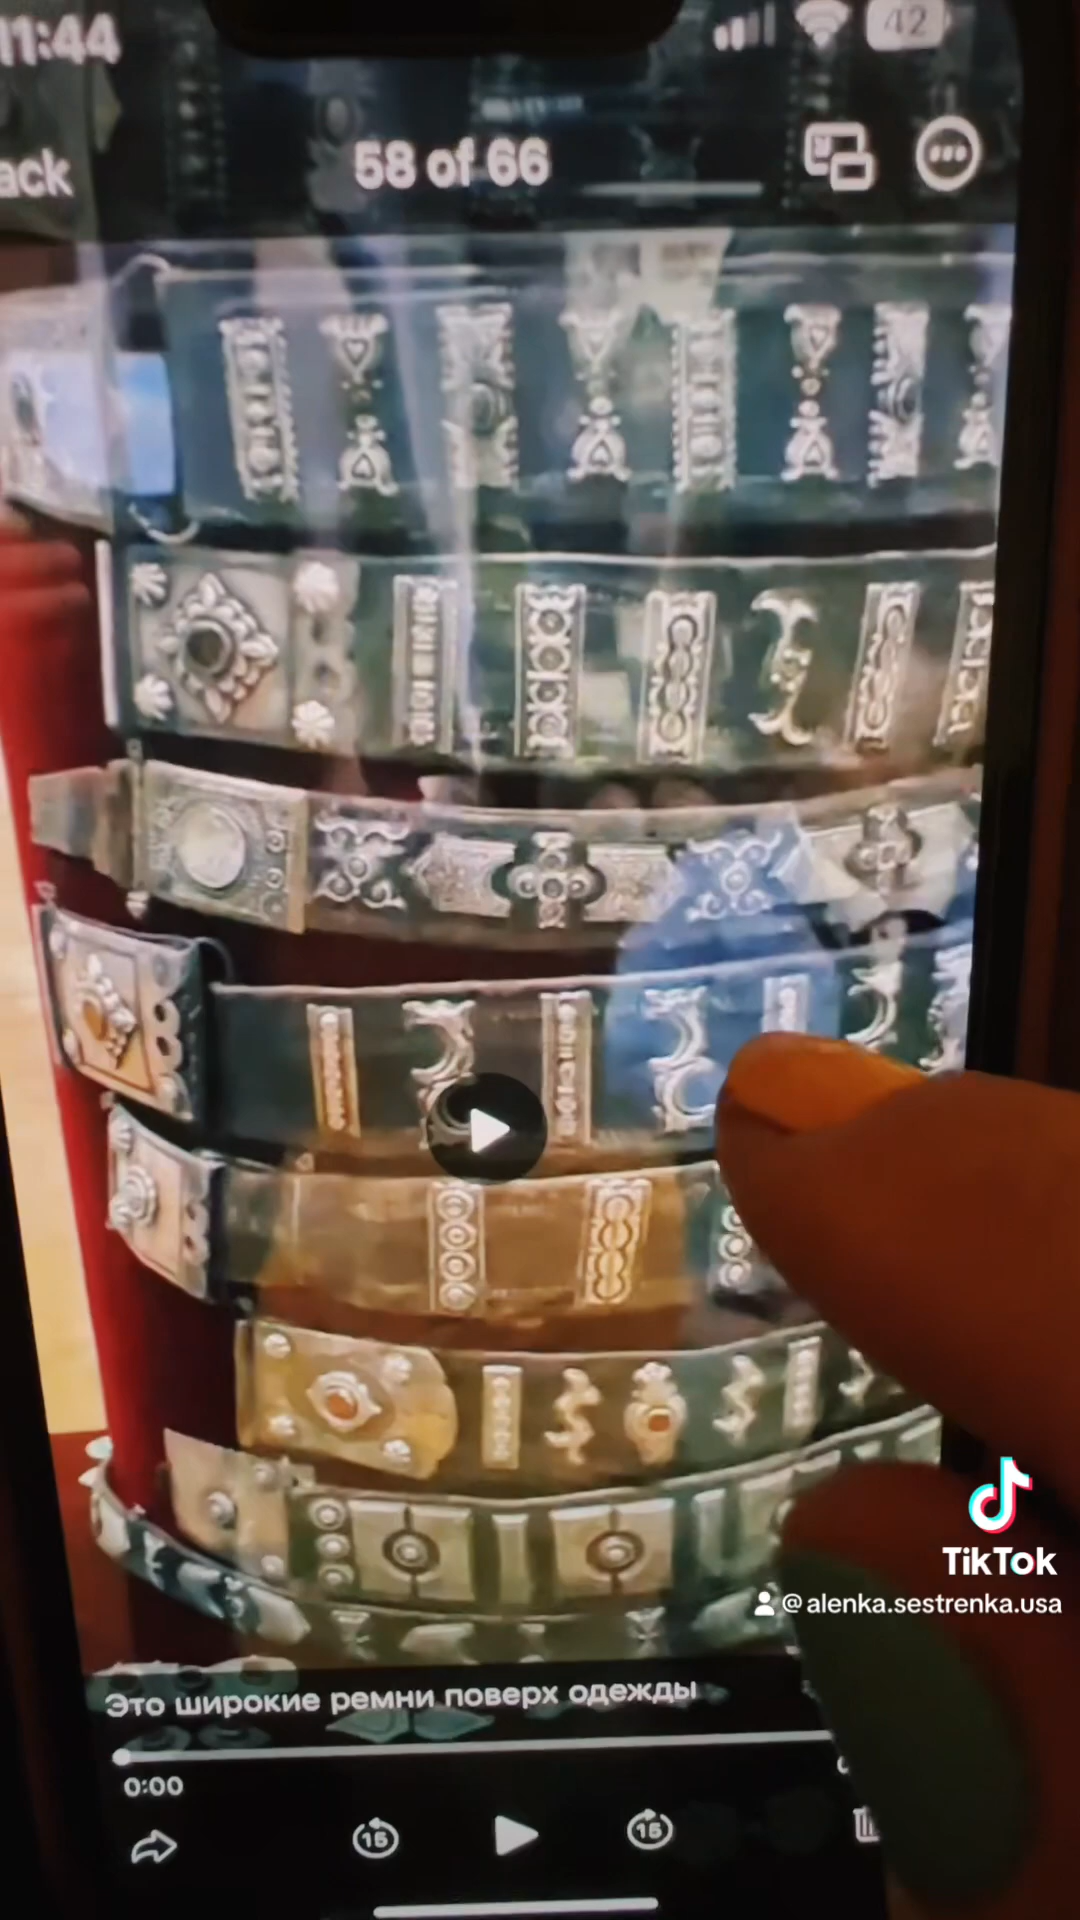 11:44
42
ack
58 of 66
TikTok
@alenka.sestrenka.usa
Это широкие ремни поверх одежды
0:00
15
15